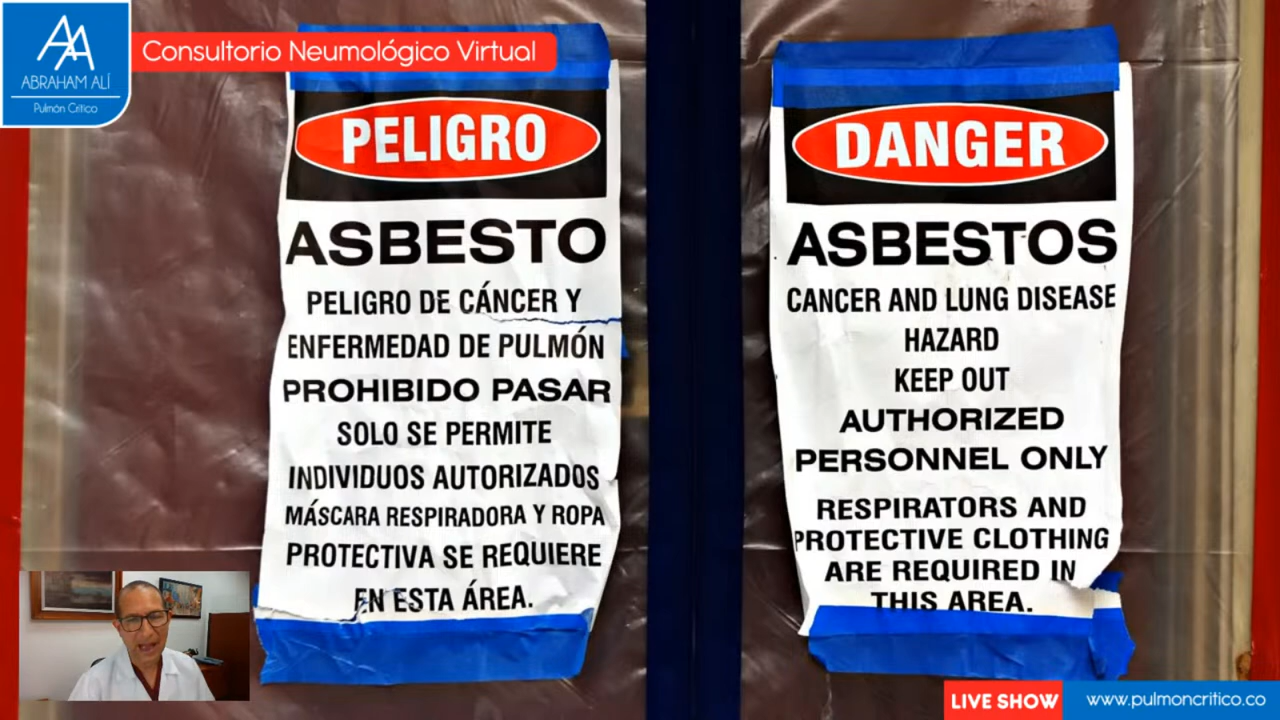 AA
ABRAHAM ALÍ
Pulmón Crítico
Consultorio Neumológico Virtual
PELIGRO
ASBESTO
PELIGRO DE CÁNCER Y
ENFERMEDAD DE PULMÓN
PROHIBIDO PASAR
SOLO SE PERMITE
INDIVIDUOS AUTORIZADOS
MÁSCARA RESPIRADORA Y ROPA
PROTECTIVA SE REQUIERE
EN ESTA ÁREA.
DANGER
ASBESTOS
CANCER AND LUNG DISEASE
HAZARD
KEEP OUT
AUTHORIZED
PERSONNEL ONLY
RESPIRATORS AND
PROTECTIVE CLOTHING
ARE REQUIRED IN
THIS AREA.
LIVE SHOW
www.pulmoncritico.co